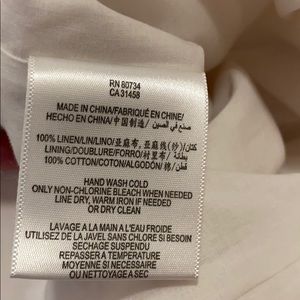 RN 80734
CA 31458
MADE IN CHINA/FABRIQUÉ EN CHINE/
HECHO EN CHINA/中国制造/ صنع في الصين
100% LINEN/LIN/LINO/亚麻布, 亚麻线(纱)/كتان
LINING/DOUBLURE/FORRO/衬里布/ بطانة
100% COTTON/COTON/ALGODÓN/棉/ قطن
HAND WASH COLD
ONLY NON-CHLORINE BLEACH WHEN NEEDED
LINE DRY, WARM IRON IF NEEDED
OR DRY CLEAN
LAVAGE A LA MAIN A L'EAU FROIDE
UTILISEZ DE LA JAVEL SANS CHLORE SI BESOIN
SECHAGE SUSPENDU
REPASSER A TEMPERATURE
MOYENNE SI NECESSAIRE
OU NETTOYAGE A SEC